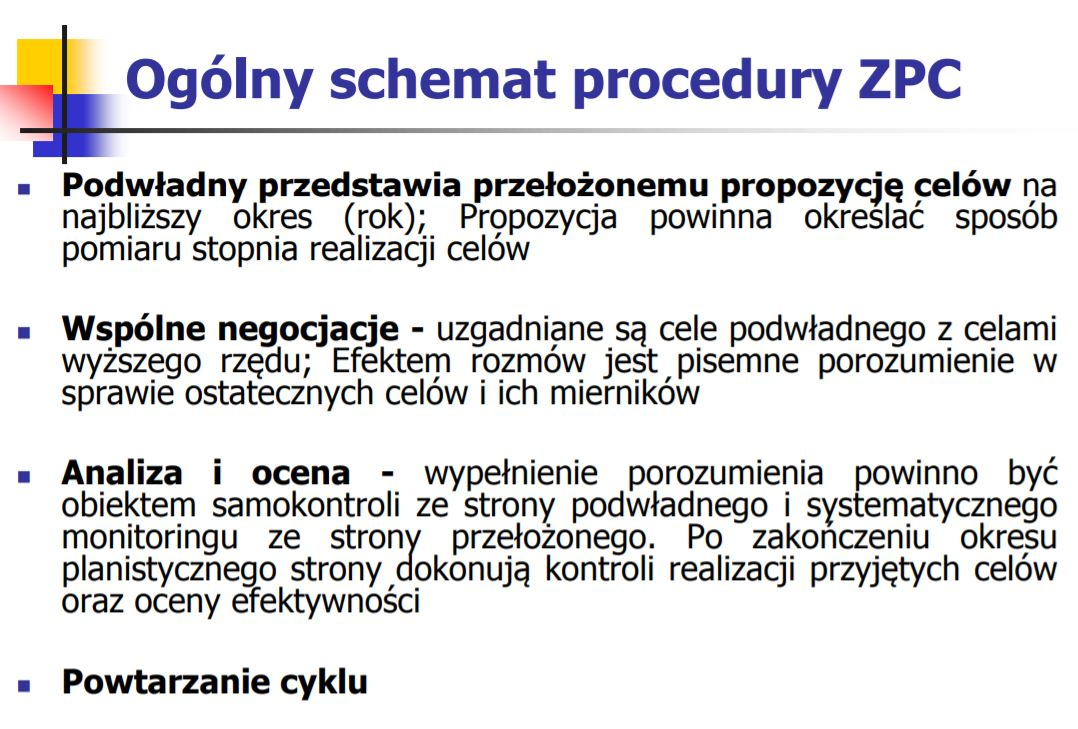 Ogólny schemat procedury ZPC
Podwładny przedstawia przełożonemu propozycję celów na
najbliższy okres (rok); Propozycja powinna określać sposób
pomiaru stopnia realizacji celów
Wspólne negocjacje - uzgadniane są cele podwładnego z celami
wyższego rzędu; Efektem rozmów jest pisemne porozumienie w
sprawie ostatecznych celów i ich mierników
Analiza i ocena - wypełnienie porozumienia powinno być
obiektem samokontroli ze strony podwładnego i systematycznego
monitoringu ze strony przełożonego. Po zakończeniu okresu
planistycznego strony dokonują kontroli realizacji przyjętych celów
oraz oceny efektywności
Powtarzanie cyklu